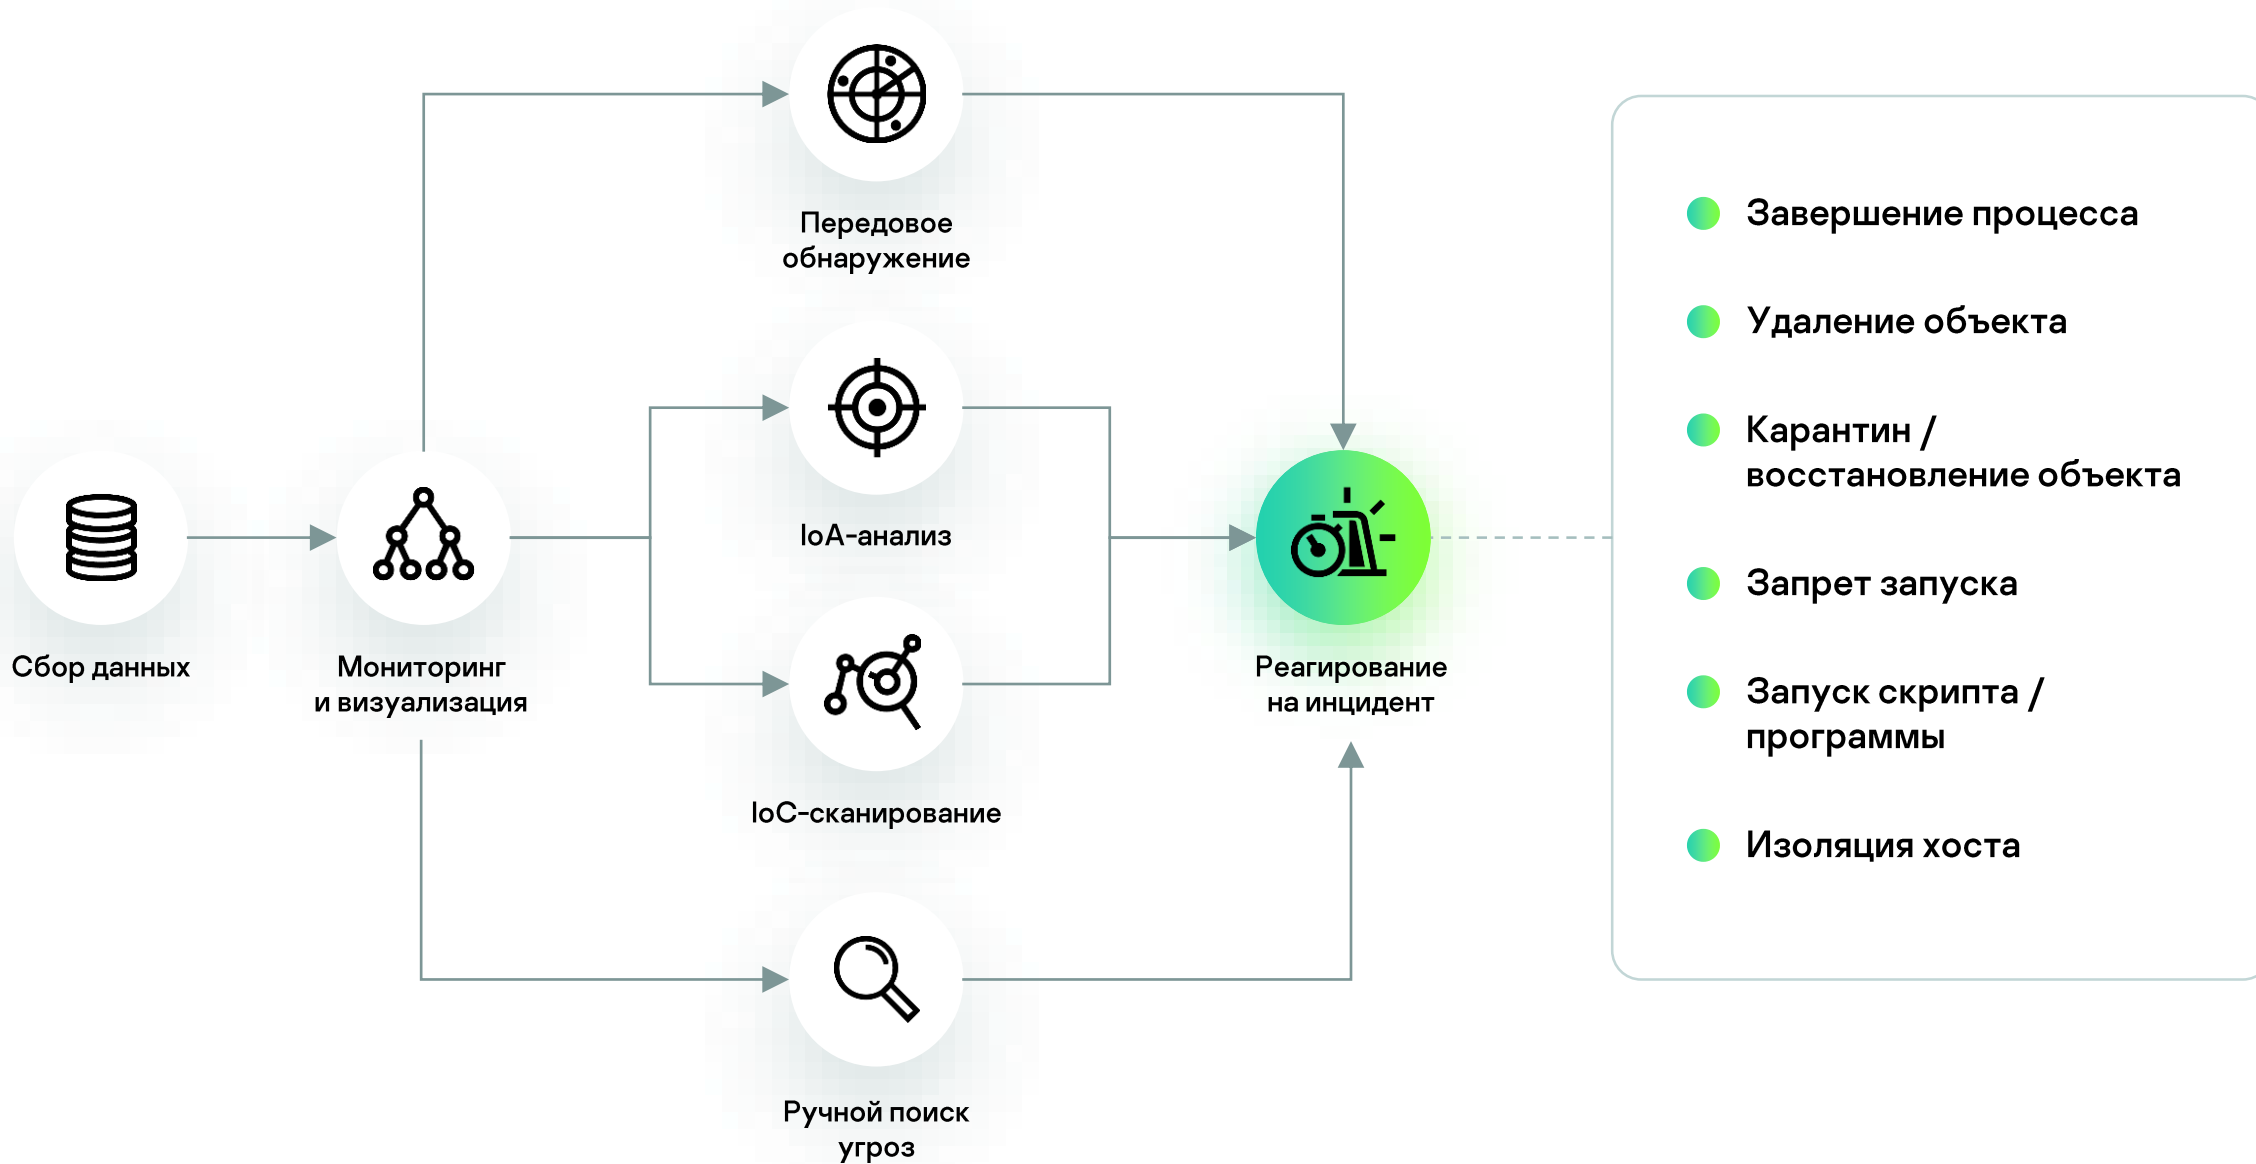 Сбор данных
Мониторинг
и визуализация
Передовое
обнаружение
IoA-анализ
IoC-сканирование
Ручной поиск
угроз
Реагирование
на инцидент
Завершение процесса
Удаление объекта
Карантин /
восстановление объекта
Запрет запуска
Запуск скрипта /
программы
Изоляция хоста